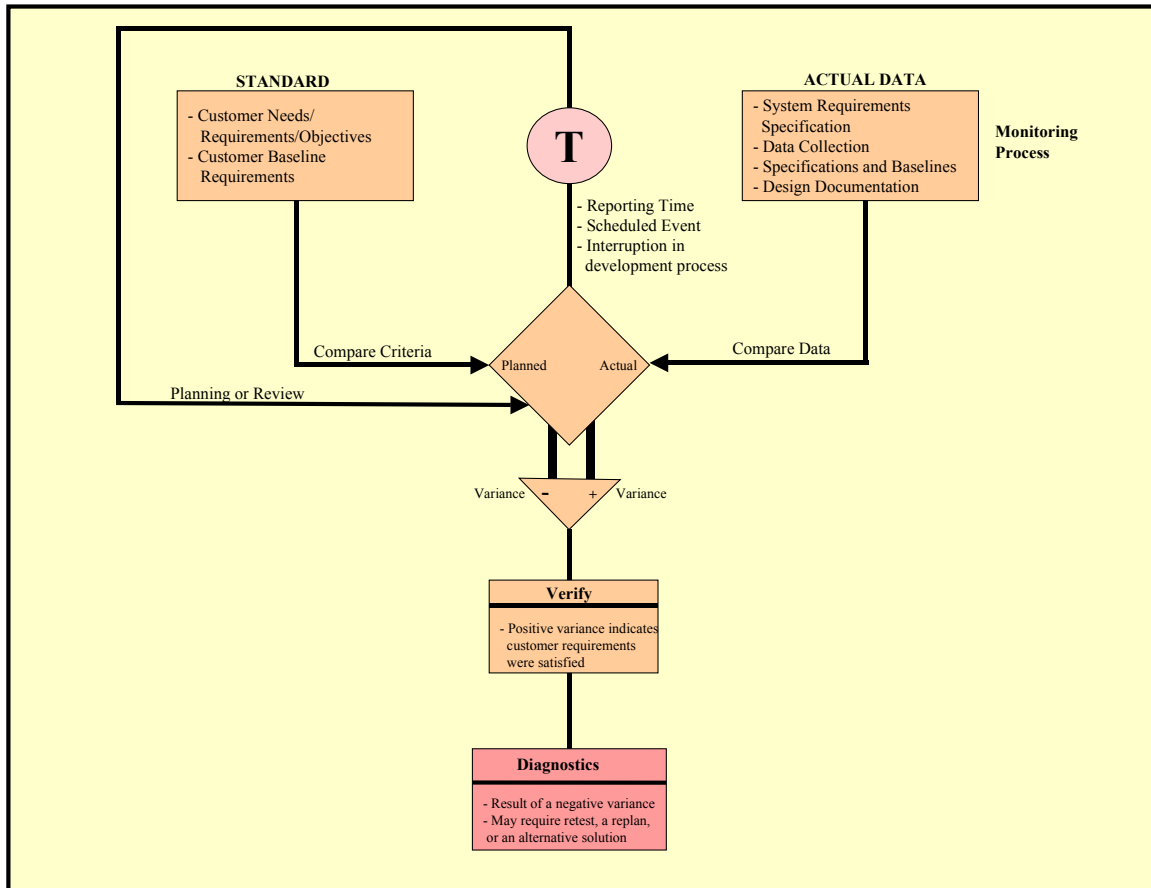 STANDARD
- Customer Needs/
Requirements/Objectives
- Customer Baseline
Requirements
T
- Reporting Time
- Scheduled Event
- Interruption in
development process
ACTUAL DATA
- System Requirements
Specification
- Data Collection
- Specifications and Baselines
- Design Documentation
Monitoring
Process
Compare Criteria
Planned
Actual
Compare Data
Planning or Review
Variance
-
+
Variance
Verify
- Positive variance indicates
customer requirements
were satisfied
Diagnostics
- Result of a negative variance
- May require retest, a replan,
or an alternative solution